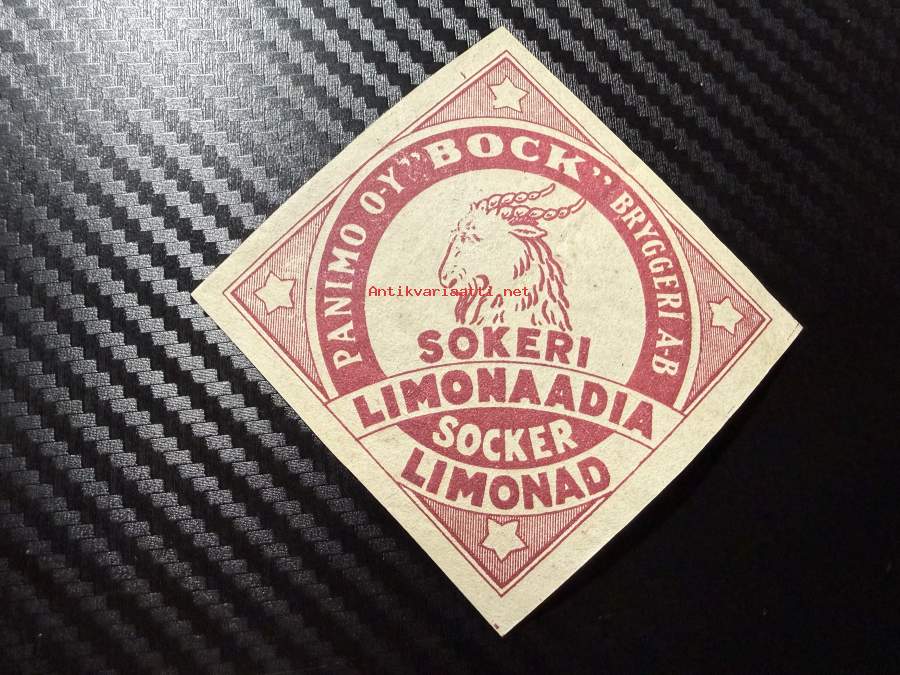 PANIMO O-Y "BOCK" BRYGGERI A-B
Antikvariaatti.net
SOKERI
LIMONAADIA
SOCKER
LIMONAD